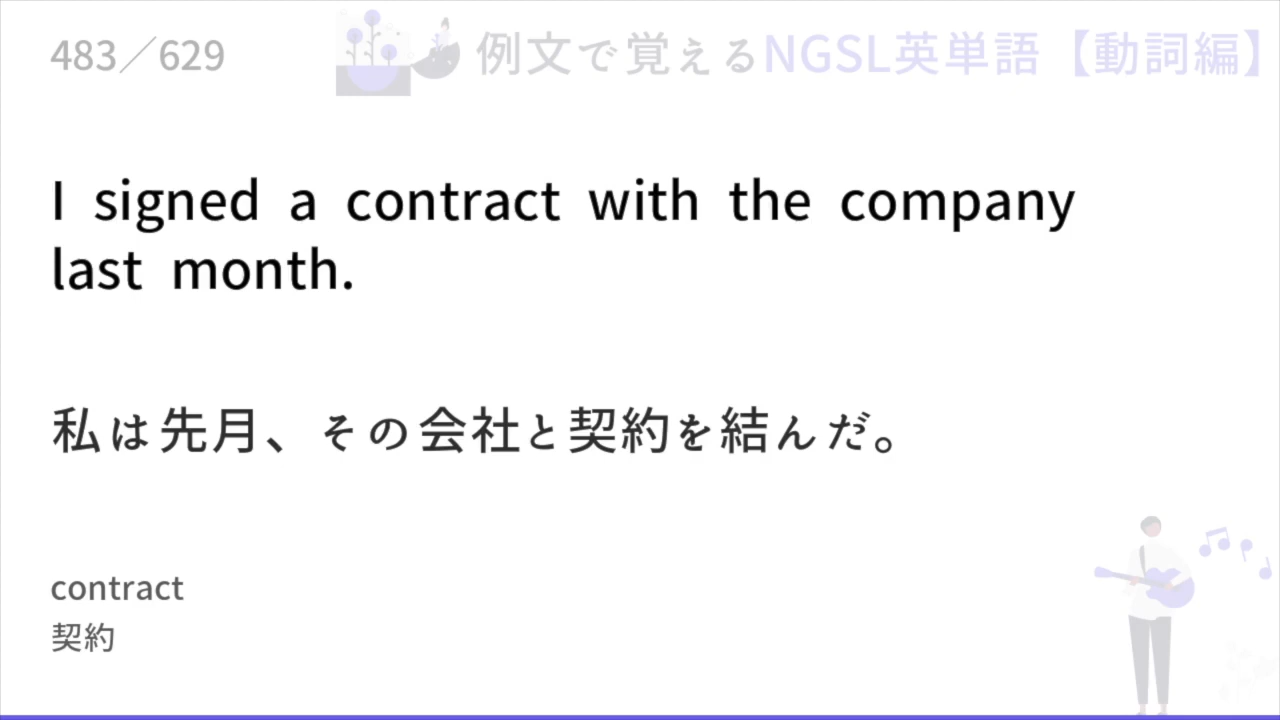 483／629
例文で覚えるNGSL英単語【動詞編】
I signed a contract with the company
last month.
私は先月、その会社と契約を結んだ。
contract
契約